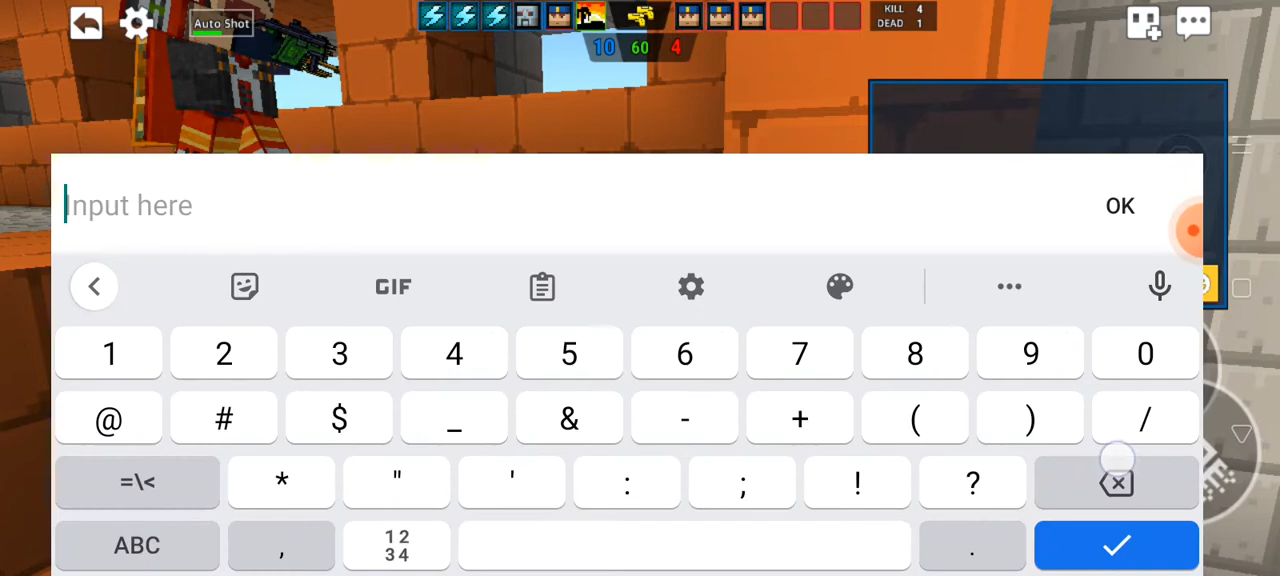 Auto Shot
KILL 4
DEAD 1
10 60 4
Input here
OK
GIF
1 2 3 4 5 6 7 8 9 0
@ # $ _ & - + ( ) /
=\< * " ' : ; ! ?
ABC , 12 34 .